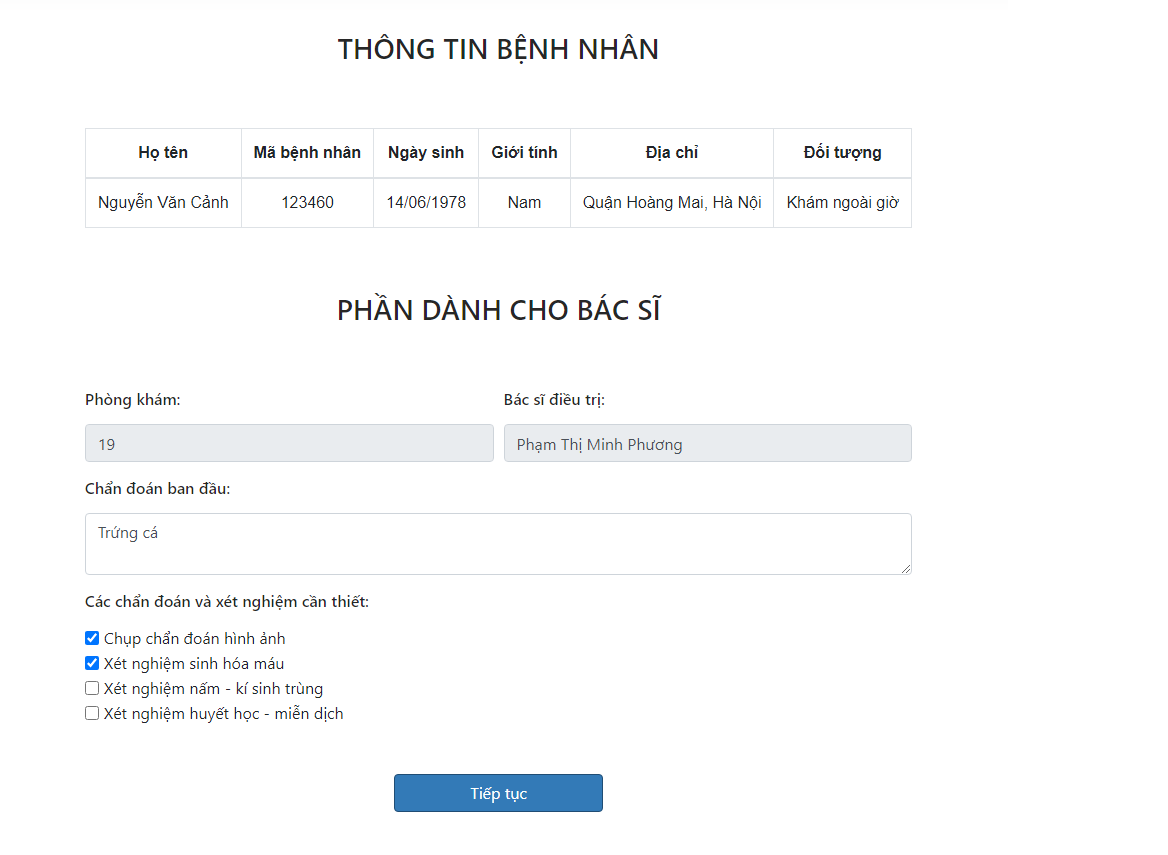 THÔNG TIN BỆNH NHÂN
Họ tên Mã bệnh nhân Ngày sinh Giới tính Địa chỉ Đối tượng
Nguyễn Văn Cảnh 123460 14/06/1978 Nam Quận Hoàng Mai, Hà Nội Khám ngoài giờ
PHẦN DÀNH CHO BÁC SĨ
Phòng khám: Bác sĩ điều trị:
19 Phạm Thị Minh Phương
Chẩn đoán ban đầu:
Trứng cá
Các chẩn đoán và xét nghiệm cần thiết:
Chụp chẩn đoán hình ảnh
Xét nghiệm sinh hóa máu
Xét nghiệm nấm - kí sinh trùng
Xét nghiệm huyết học - miễn dịch
Tiếp tục